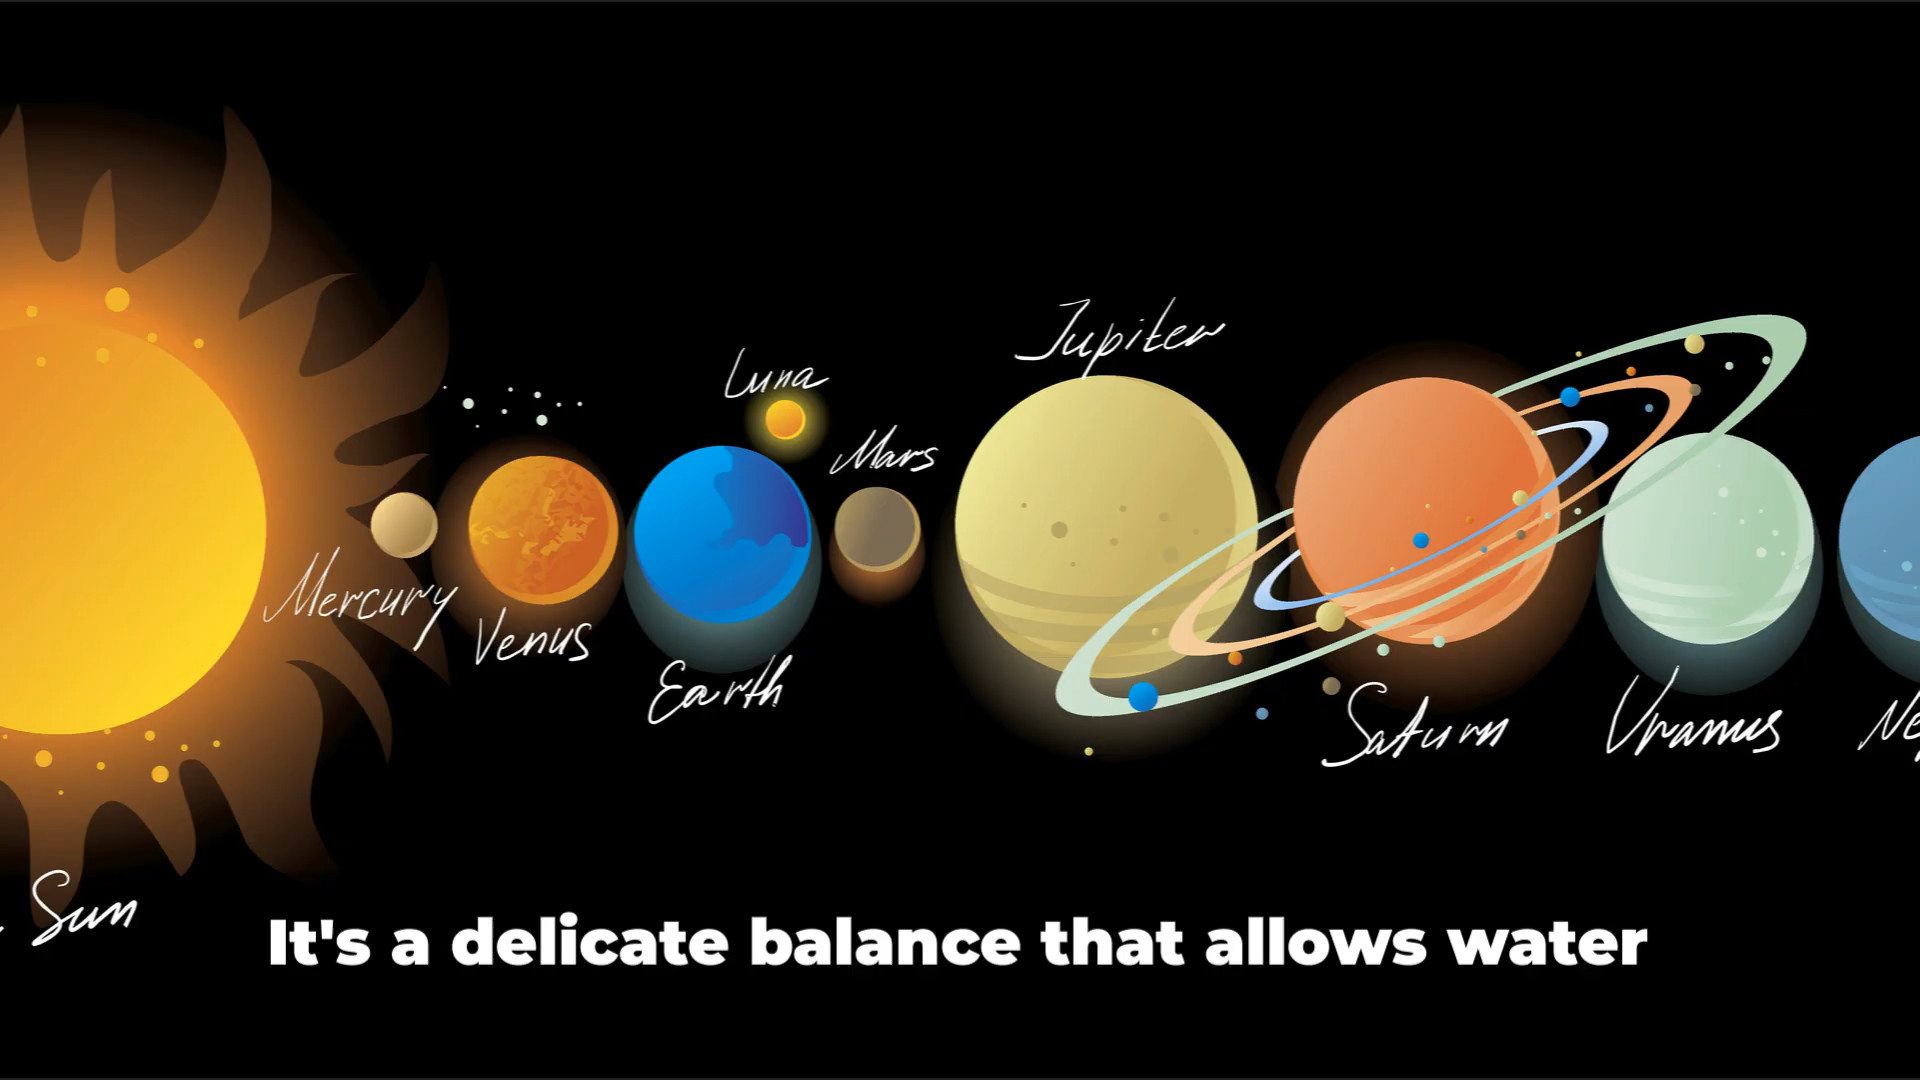 Luna
Jupiter
Mars
Mercury
Venus
Earth
Saturn
Uranus
Sun
It's a delicate balance that allows water